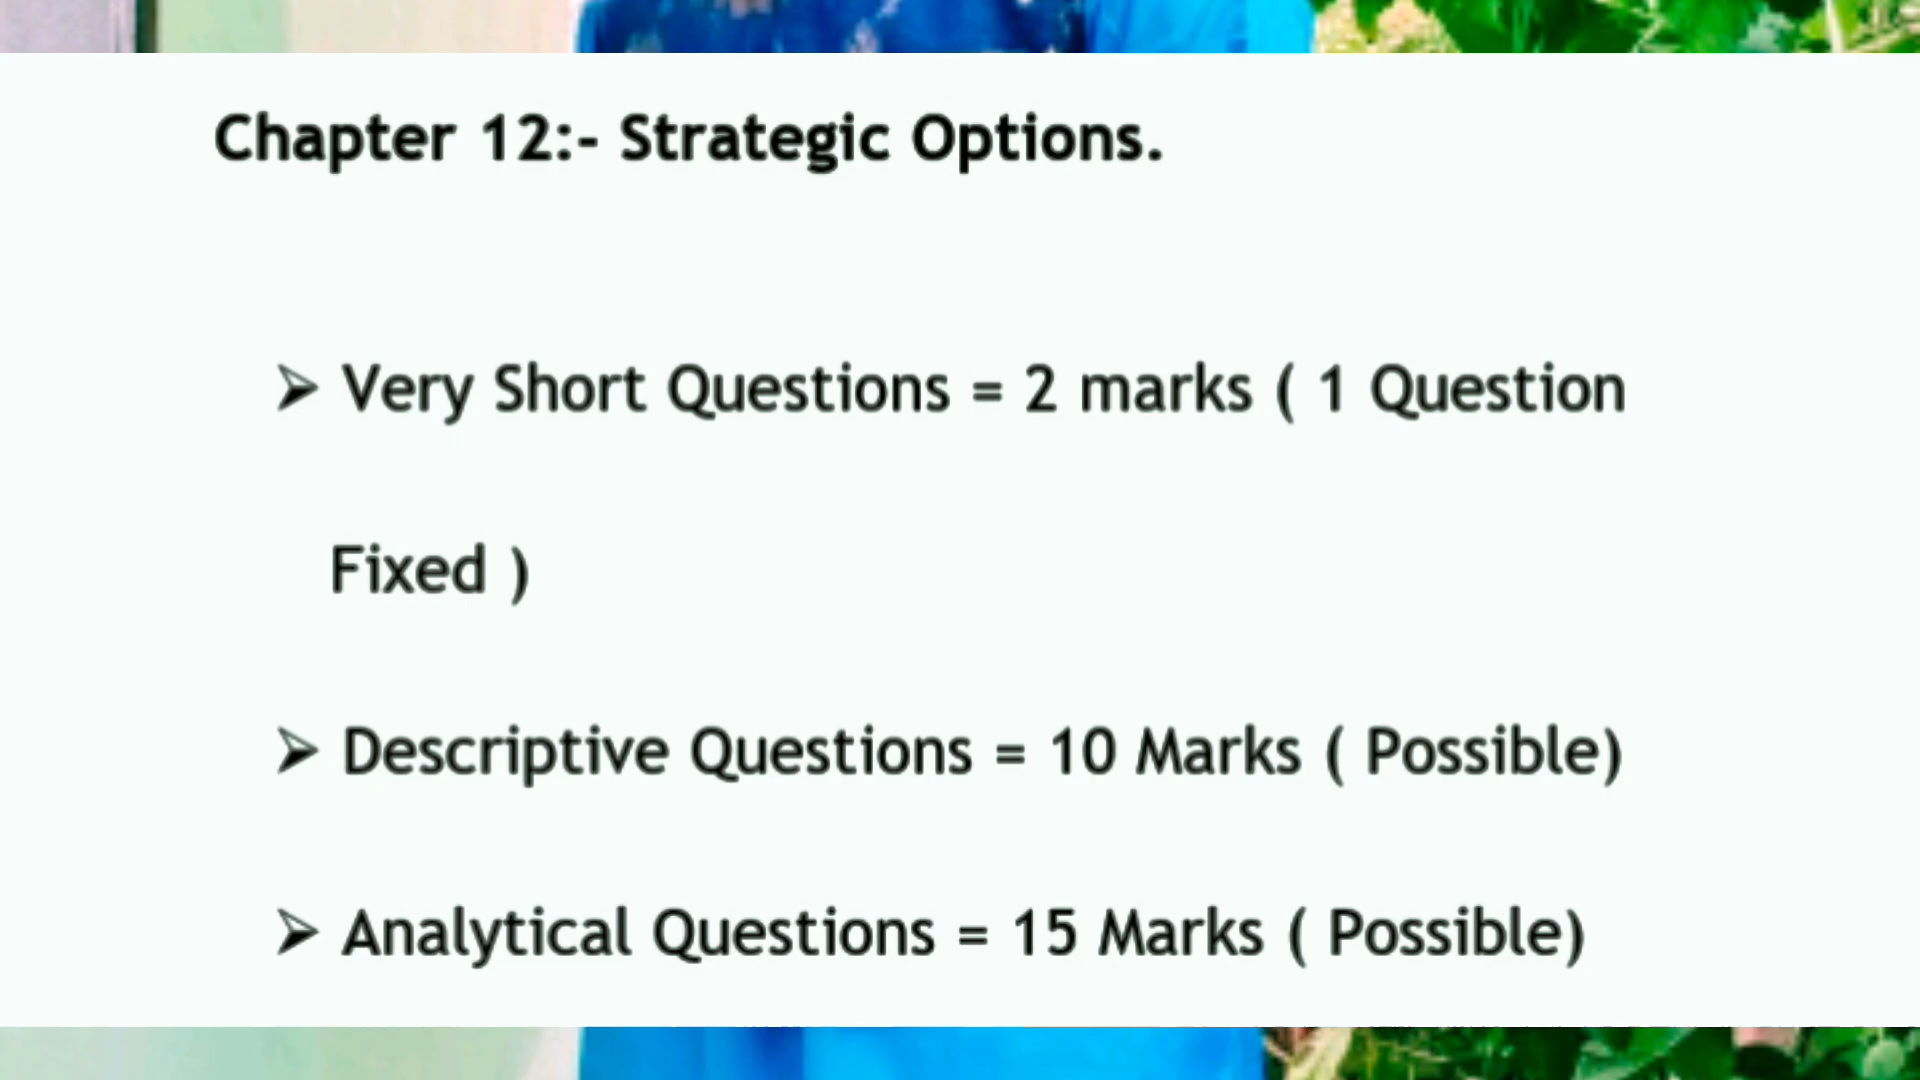 Chapter 12:- Strategic Options.
➢ Very Short Questions = 2 marks ( 1 Question
Fixed )
➢ Descriptive Questions = 10 Marks ( Possible)
➢ Analytical Questions = 15 Marks ( Possible)